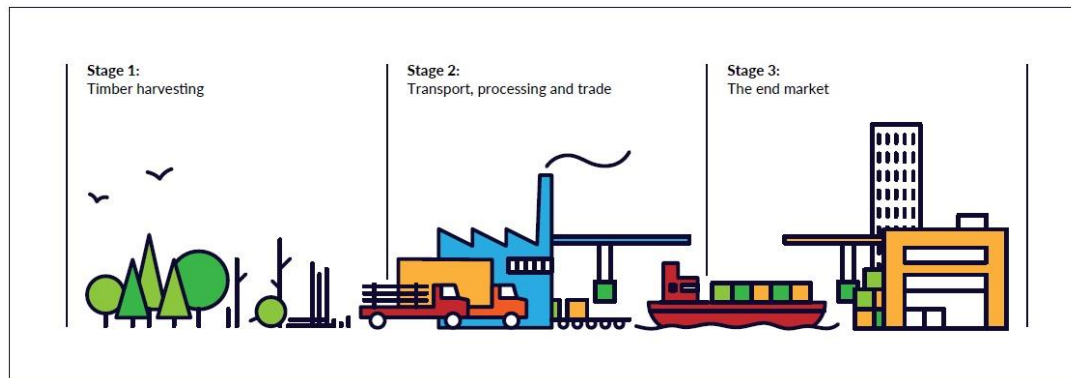 Stage 1:
Timber harvesting
Stage 2:
Transport, processing and trade
Stage 3:
The end market